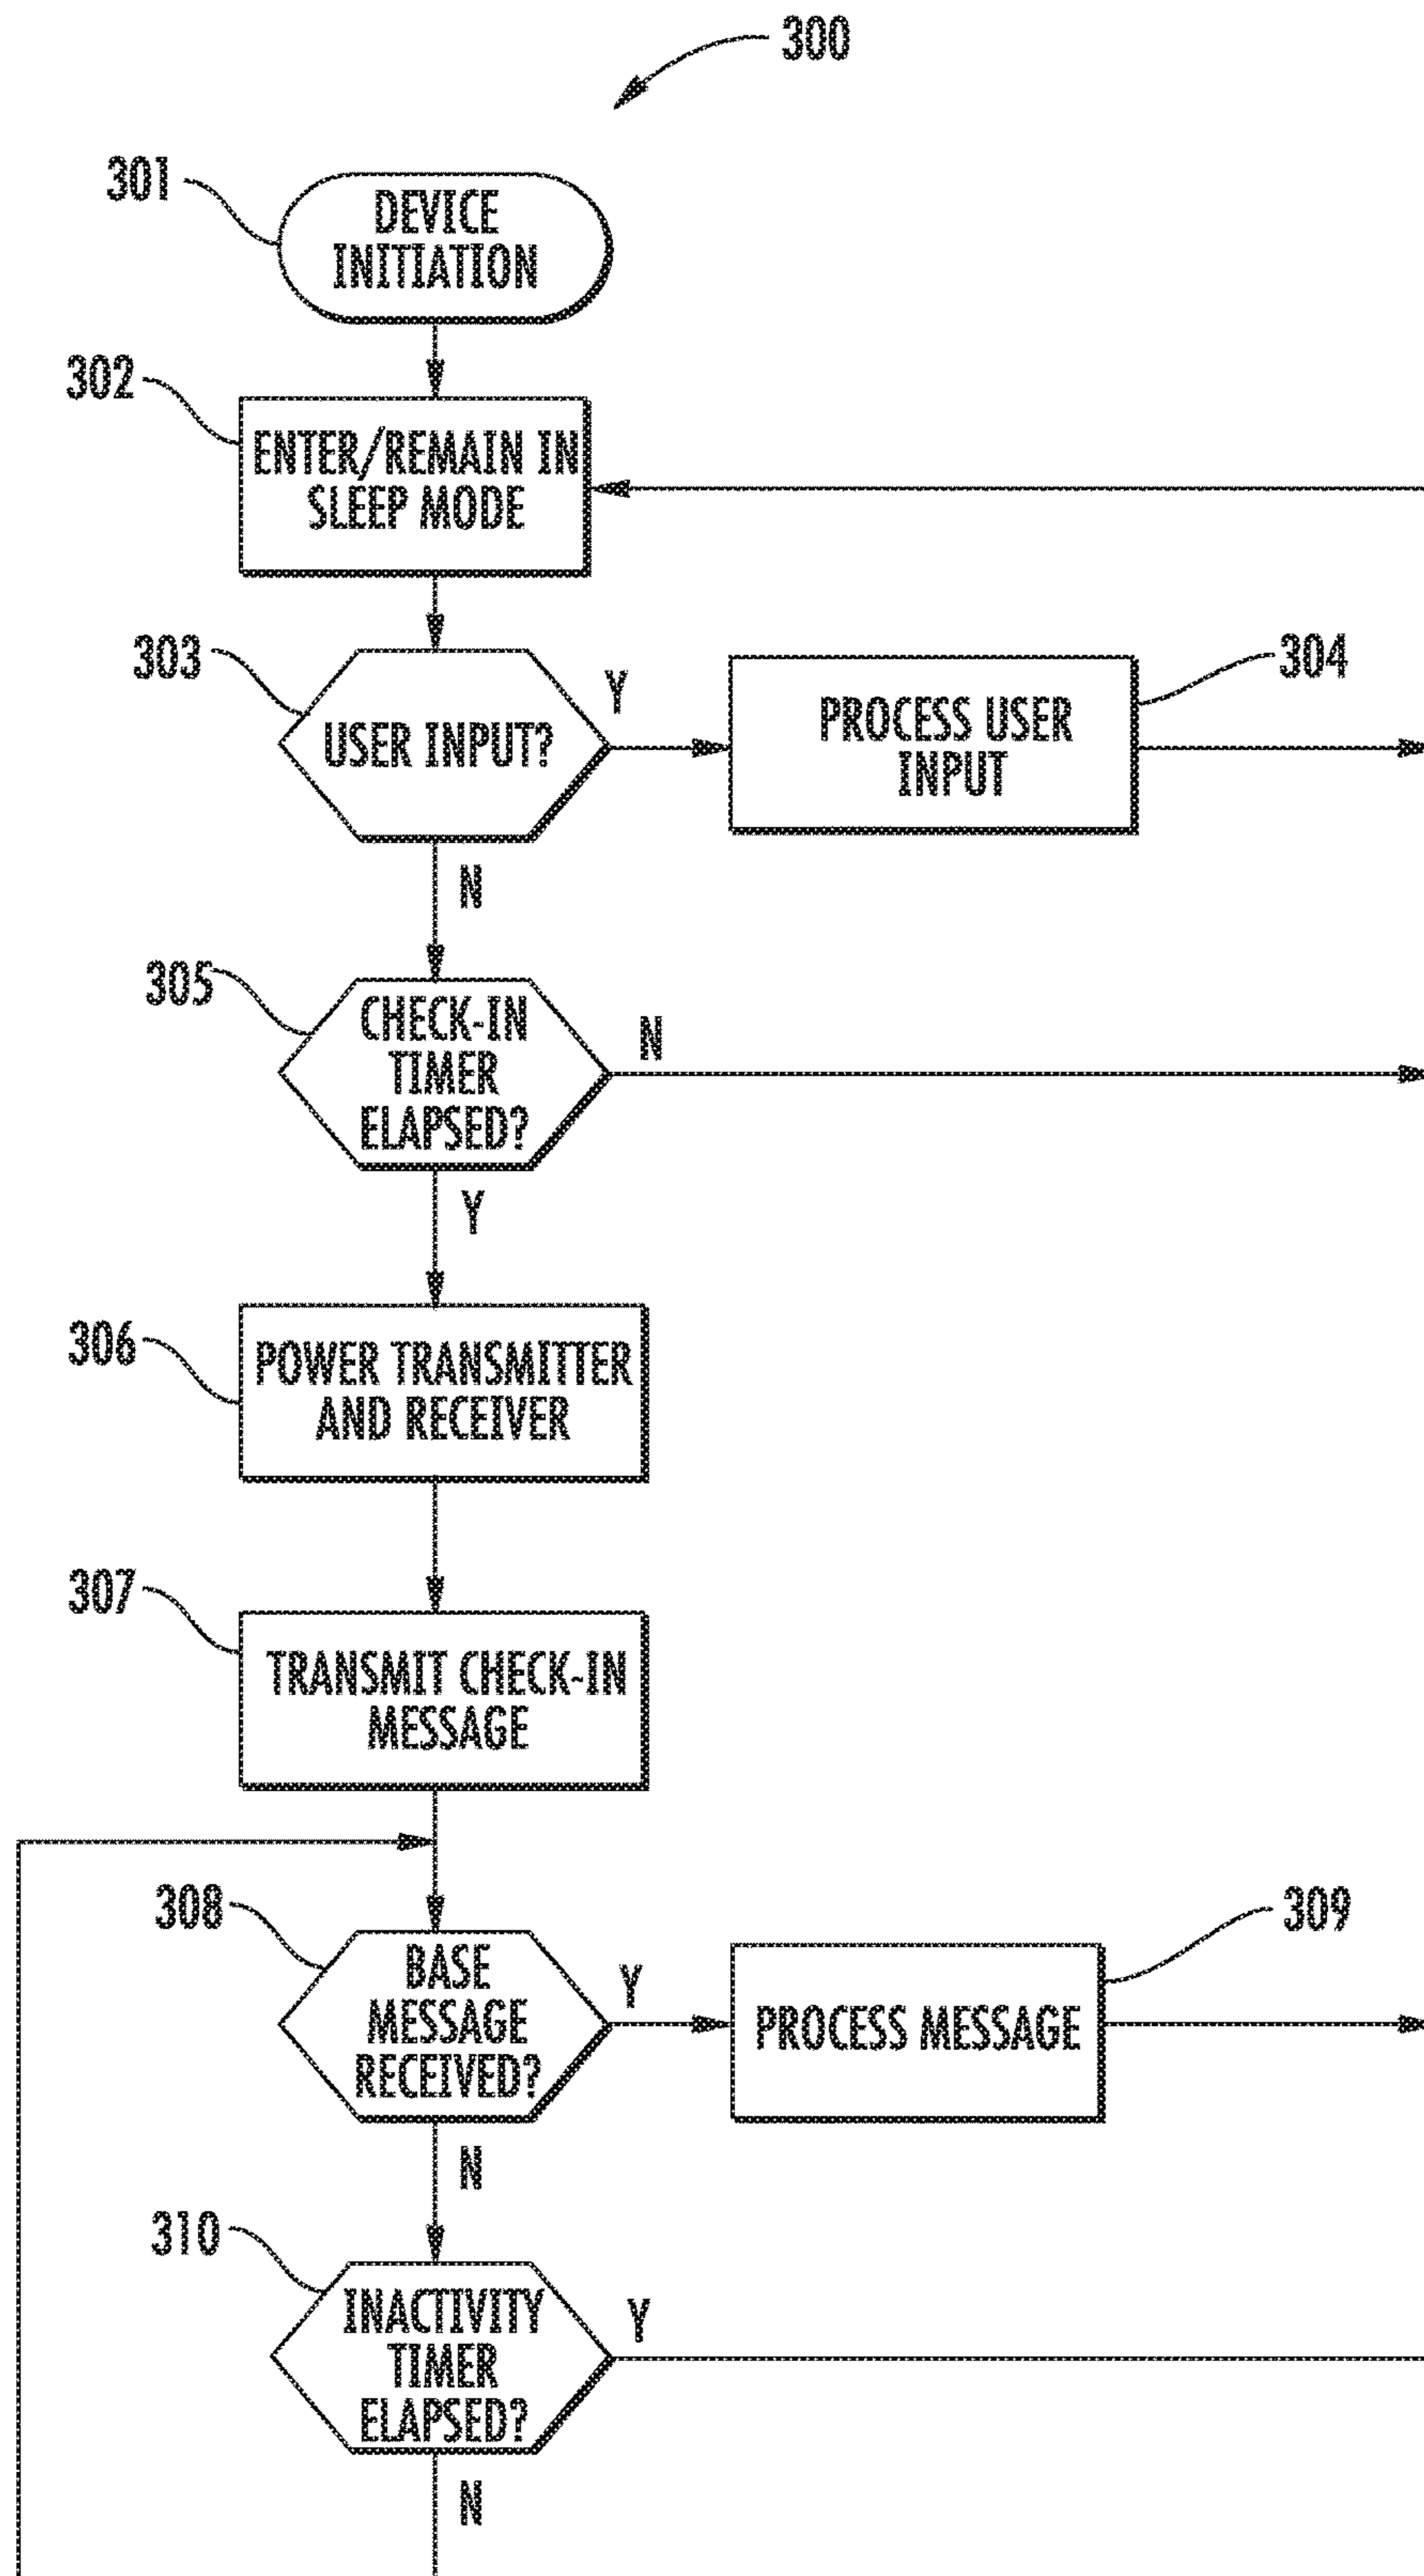 300
301
DEVICE
INITIATION
302
ENTER/REMAIN IN
SLEEP MODE
303
USER INPUT?
Y
304
PROCESS USER
INPUT
N
305
CHECK-IN
TIMER
ELAPSED?
N
Y
306
POWER TRANSMITTER
AND RECEIVER
307
TRANSMIT CHECK-IN
MESSAGE
308
BASE
MESSAGE
RECEIVED?
Y
309
PROCESS MESSAGE
N
310
INACTIVITY
TIMER
ELAPSED?
Y
N